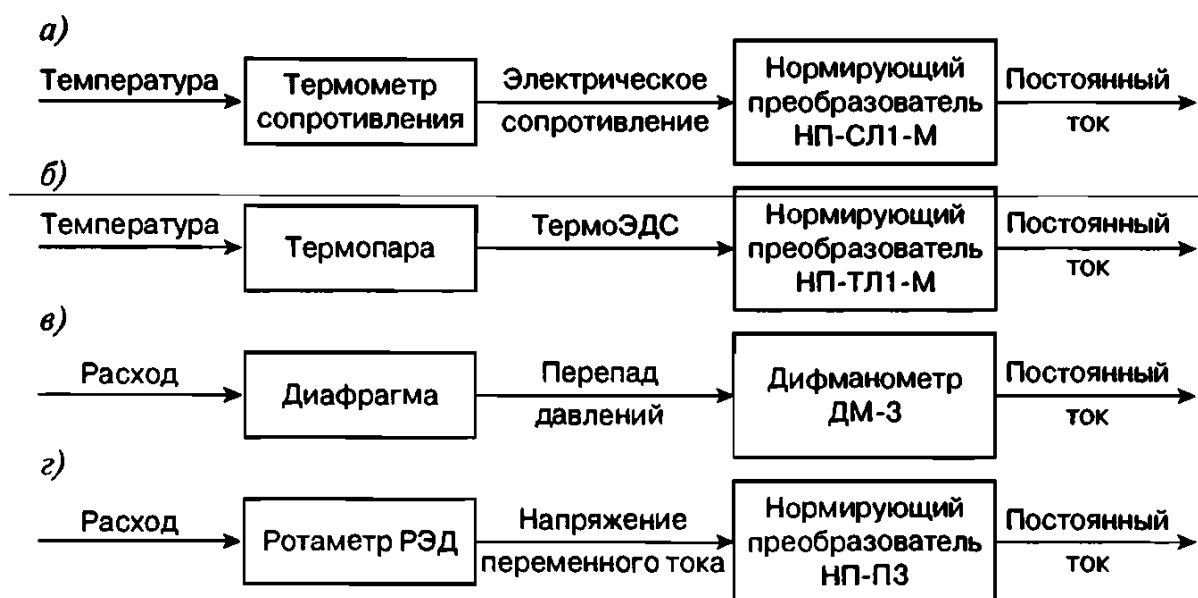 а)
Температура
Термометр
сопротивления
Электрическое
сопротивление
Нормирующий
преобразователь
НП-СЛ1-М
Постоянный
ток
б)
Температура
Термопара
ТермоЭДС
Нормирующий
преобразователь
НП-ТЛ1-М
Постоянный
ток
в)
Расход
Диафрагма
Перепад
давлений
Дифманометр
ДМ-3
Постоянный
ток
г)
Расход
Ротаметр РЭД
Напряжение
переменного тока
Нормирующий
преобразователь
НП-П3
Постоянный
ток